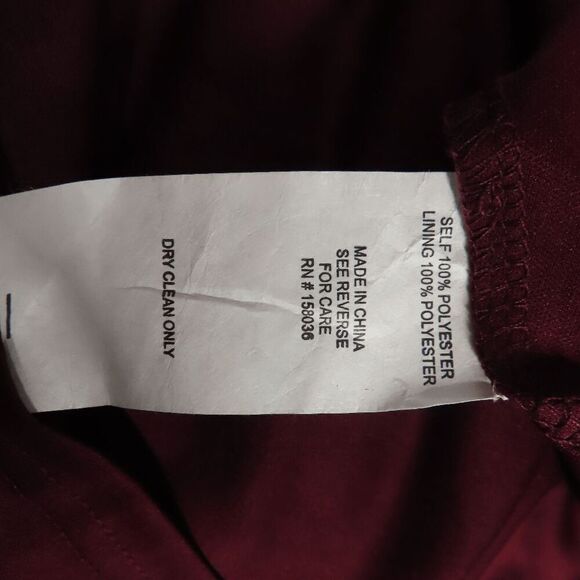 SELF 100% POLYESTER
LINING 100% POLYESTER
MADE IN CHINA
SEE REVERSE
FOR CARE
RN # 158036
DRY CLEAN ONLY